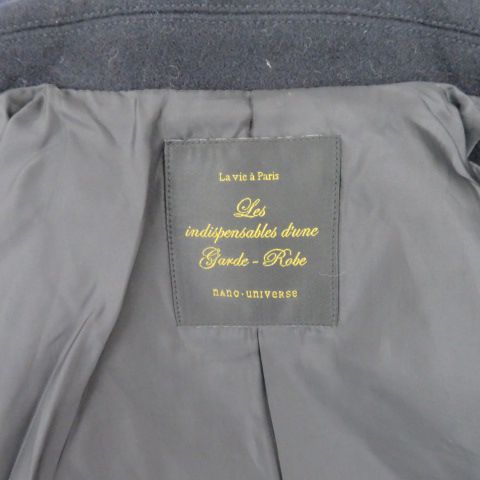 La vie à Paris
Les
indispensables d'une
Garde - Robe
nano·universe